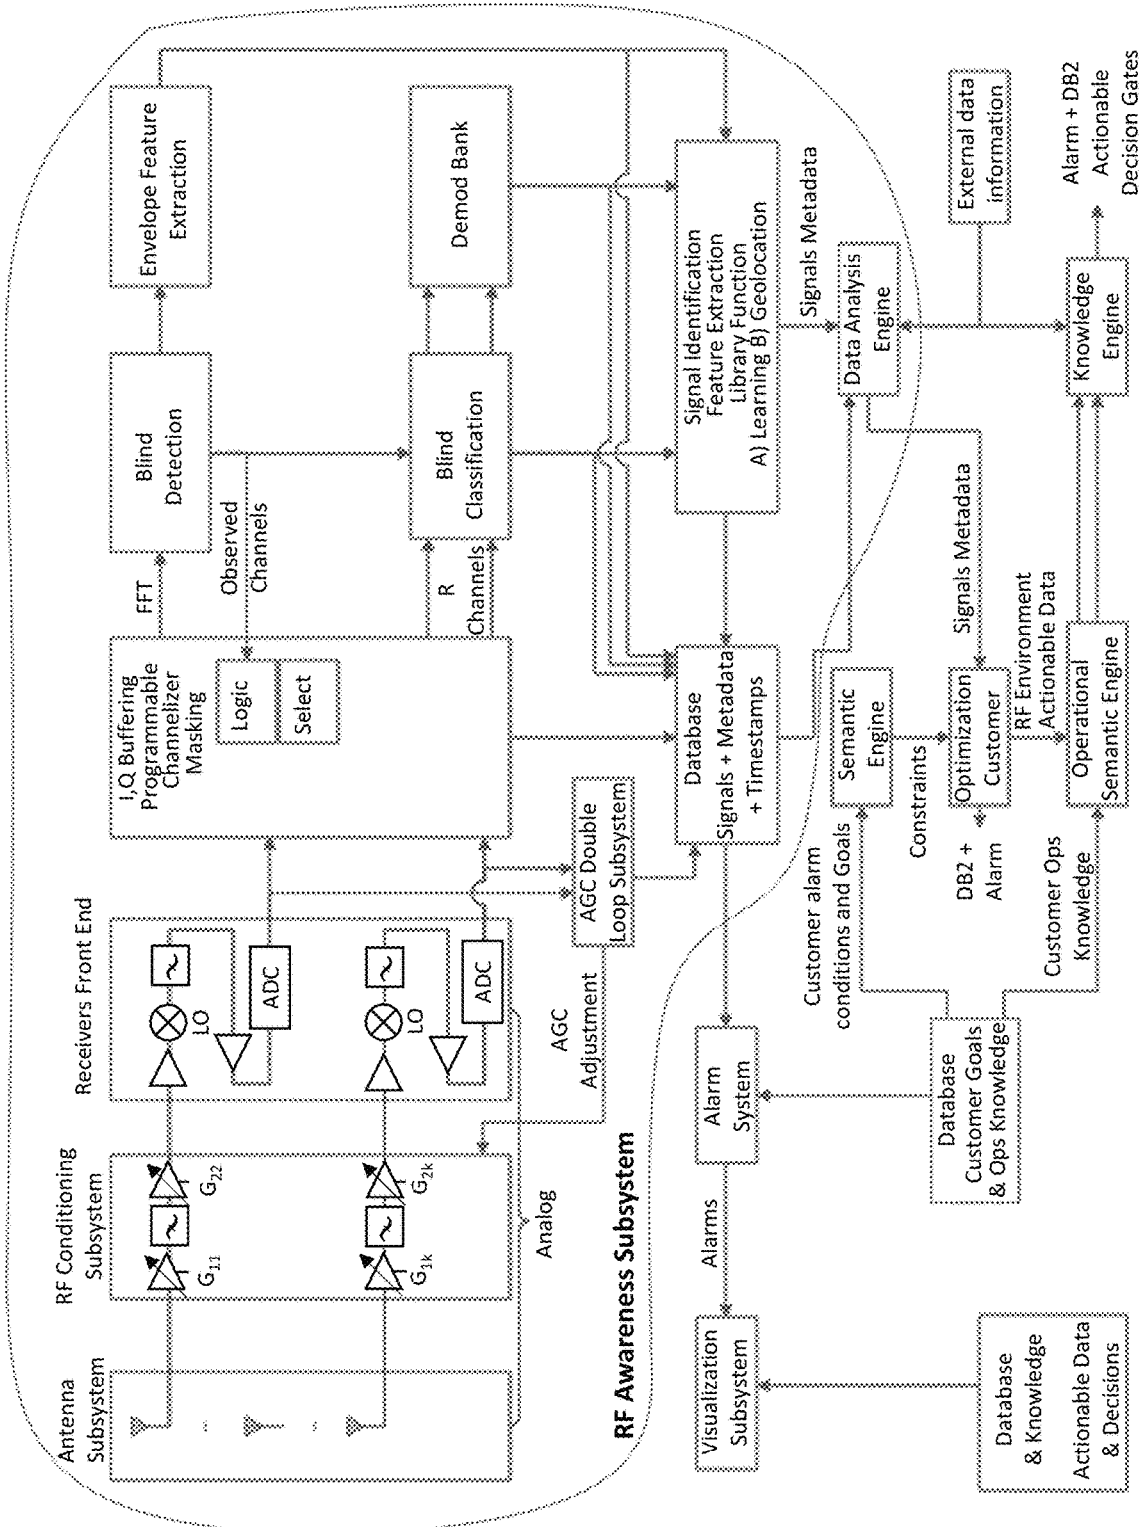 Antenna
Subsystem
RF Conditioning
Subsystem
G11
G22
G1k
G2k
Analog
Receivers Front End
LO
ADC
LO
ADC
AGC
Adjustment
AGC Double
Loop Subsystem
I,Q Buffering
Programmable
Channelizer
Masking
Logic
Select
FFT
Observed
Channels
R
Channels
Blind
Detection
Envelope Feature
Extraction
Blind
Classification
Demod Bank
RF Awareness Subsystem
Database
Signals + Metadata
+ Timestamps
Signal Identification
Feature Extraction
Library Function
A) Learning B) Geolocation
Signals Metadata
Visualization
Subsystem
Alarms
Alarm
System
Customer alarm
conditions and Goals
Semantic
Engine
Data Analysis
Engine
Constraints
Signals Metadata
Database
Customer Goals
& Ops Knowledge
DB2 +
Alarm
Optimization
Customer
RF Environment
Actionable Data
External data
information
Database
& Knowledge
Actionable Data
& Decisions
Customer Ops
Knowledge
Operational
Semantic Engine
Knowledge
Engine
Alarm + DB2
Actionable
Decision Gates